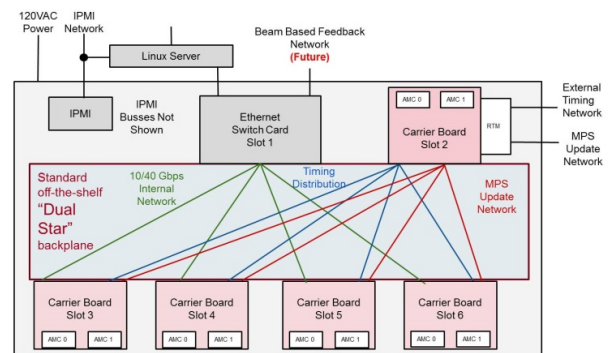 120VAC
Power
IPMI
Network
Linux Server
Beam Based Feedback
Network
(Future)
IPMI
IPMI
Busses Not
Shown
Ethernet
Switch Card
Slot 1
AMC 0
AMC 1
Carrier Board
Slot 2
RTM
External
Timing
Network
MPS
Update
Network
Standard
off-the-shelf
“Dual
Star”
backplane
10/40 Gbps
Internal
Network
Timing
Distribution
MPS
Update
Network
Carrier Board
Slot 3
AMC 0
AMC 1
Carrier Board
Slot 4
AMC 0
AMC 1
Carrier Board
Slot 5
AMC 0
AMC 1
Carrier Board
Slot 6
AMC 0
AMC 1